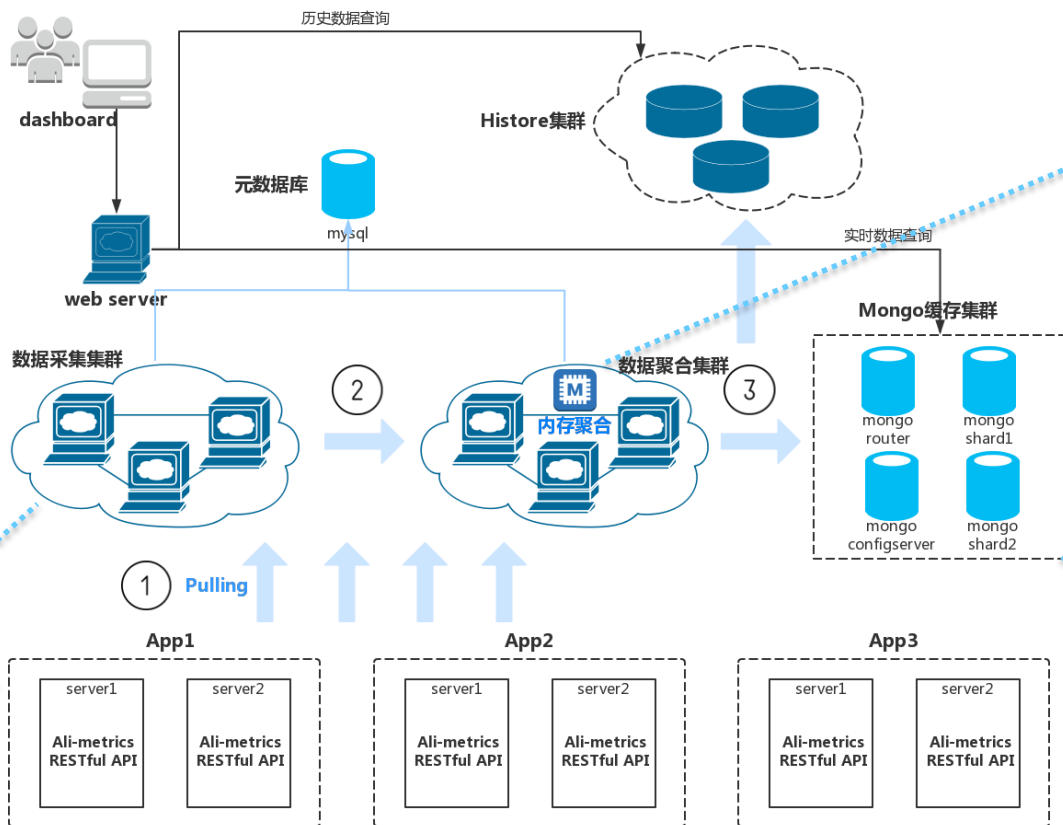 历史数据查询
dashboard
Histore集群
元数据库
mysql
实时数据查询
web server
Mongo缓存集群
数据采集集群
数据聚合集群
2
3
M
内存聚合
mongo
router
mongo
shard1
mongo
configserver
mongo
shard2
1
Pulling
App1
App2
App3
server1
server2
server1
server2
server1
server2
Ali-metrics
RESTful API
Ali-metrics
RESTful API
Ali-metrics
RESTful API
Ali-metrics
RESTful API
Ali-metrics
RESTful API
Ali-metrics
RESTful API